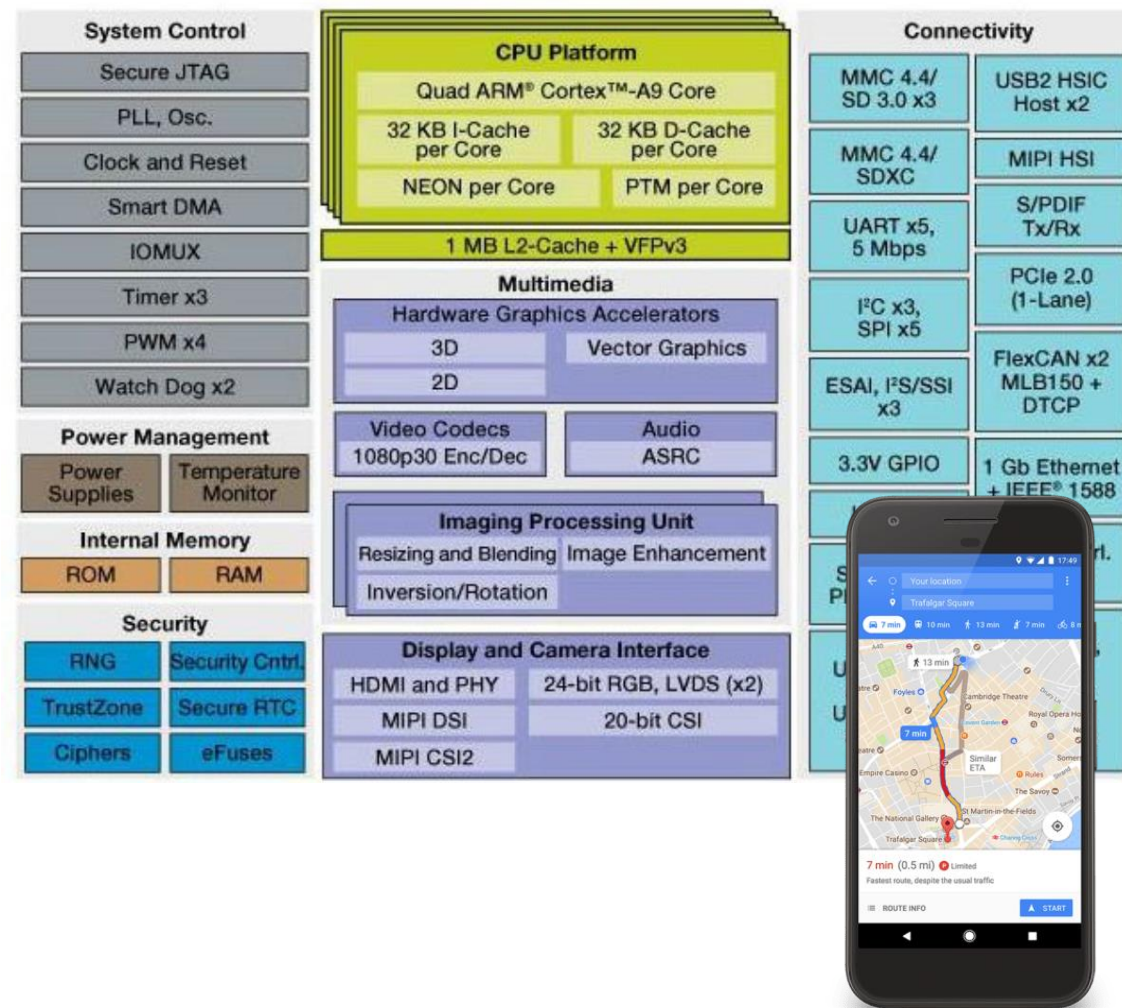 System Control
Secure JTAG
PLL, Osc.
Clock and Reset
Smart DMA
IOMUX
Timer x3
PWM x4
Watch Dog x2
Power Management
Power
Supplies
Temperature
Monitor
Internal Memory
ROM
RAM
Security
RNG
Security Cntrl.
TrustZone
Secure RTC
Ciphers
eFuses
CPU Platform
Quad ARM® Cortex™-A9 Core
32 KB I-Cache
per Core
32 KB D-Cache
per Core
NEON per Core
PTM per Core
1 MB L2-Cache + VFPv3
Multimedia
Hardware Graphics Accelerators
3D
Vector Graphics
2D
Video Codecs
1080p30 Enc/Dec
Audio
ASRC
Imaging Processing Unit
Resizing and Blending
Image Enhancement
Inversion/Rotation
Display and Camera Interface
HDMI and PHY
24-bit RGB, LVDS (x2)
MIPI DSI
20-bit CSI
MIPI CSI2
Connectivity
MMC 4.4/
SD 3.0 x3
MMC 4.4/
SDXC
UART x5,
5 Mbps
I²C x3,
SPI x5
ESAI, I²S/SSI
x3
3.3V GPIO
USB2 HSIC
Host x2
MIPI HSI
S/PDIF
Tx/Rx
PCIe 2.0
(1-Lane)
FlexCAN x2
MLB150 +
DTCP
1 Gb Ethernet
+ IEEE® 1588
17:49
Your location
Trafalgar Square
7 min
10 min
13 min
7 min
8
A40
13 min
Foyles
Cambridge Theatre
Drury Ln
Royal Opera
7 min
Similar
ETA
Empire Casino
Rules
Strand
The Savoy
The National Gallery
St Martin-in-the-Fields
Trafalgar Square
Charing Cross
7 min (0.5 mi) P Limited
Fastest route, despite the usual traffic
ROUTE INFO
START